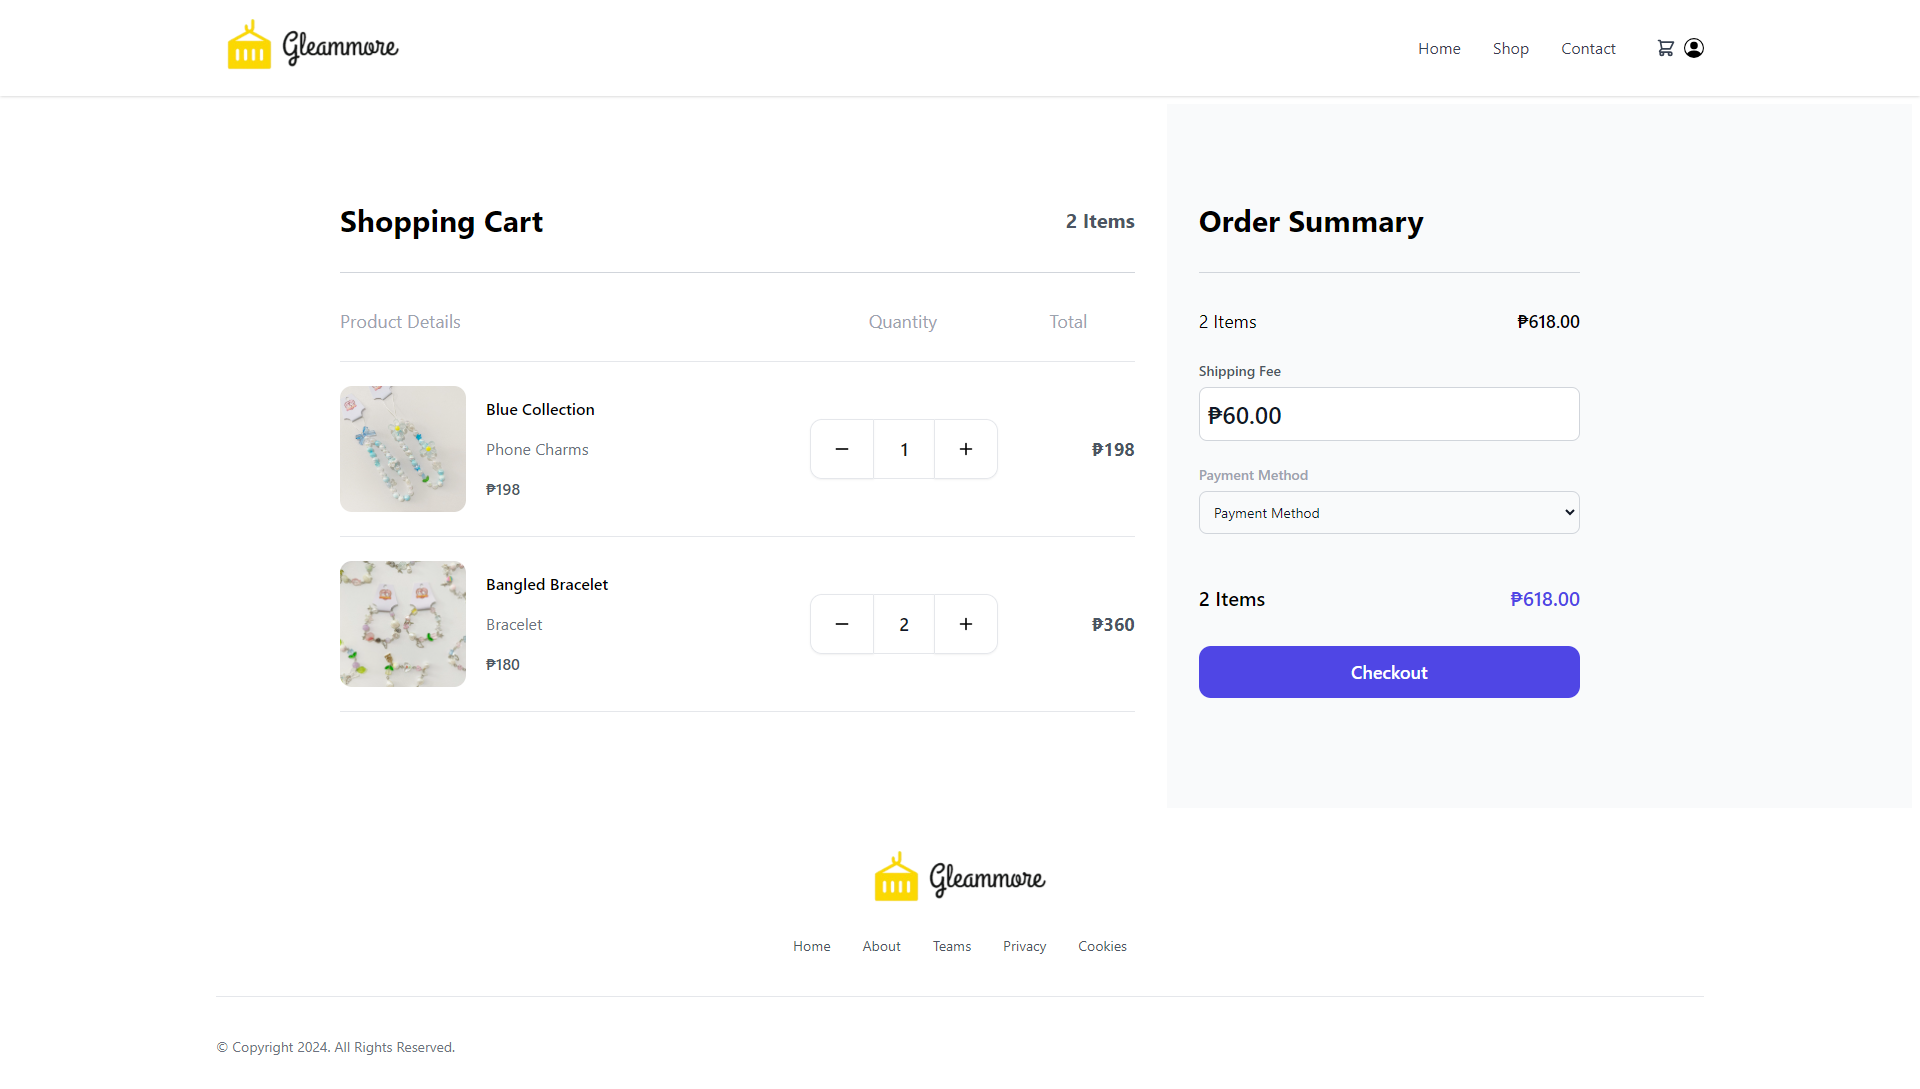 Gleammore
Home Shop Contact
Shopping Cart 2 Items
Product Details Quantity Total
Blue Collection
Phone Charms
₱198
1
₱198
Bangled Bracelet
Bracelet
₱180
2
₱360
Order Summary
2 Items ₱618.00
Shipping Fee
₱60.00
Payment Method
Payment Method
2 Items ₱618.00
Checkout
Gleammore
Home About Teams Privacy Cookies
© Copyright 2024. All Rights Reserved.